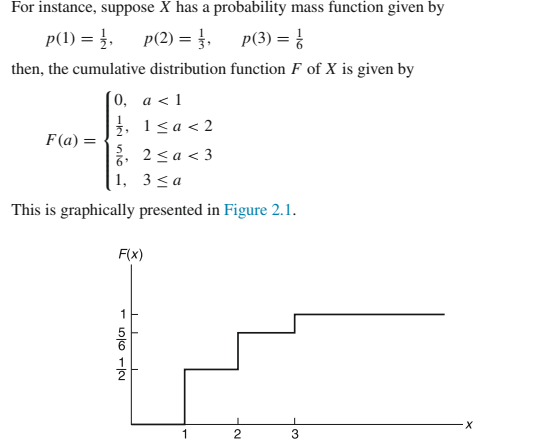 For instance, suppose X has a probability mass function given by
p(1) = 1/2, p(2) = 1/3, p(3) = 1/6
then, the cumulative distribution function F of X is given by
F(a) = { 0, a < 1
1/2, 1 ≤ a < 2
5/6, 2 ≤ a < 3
1, 3 ≤ a
This is graphically presented in Figure 2.1.
F(x)
1
5/6
1/2
1 2 3 x